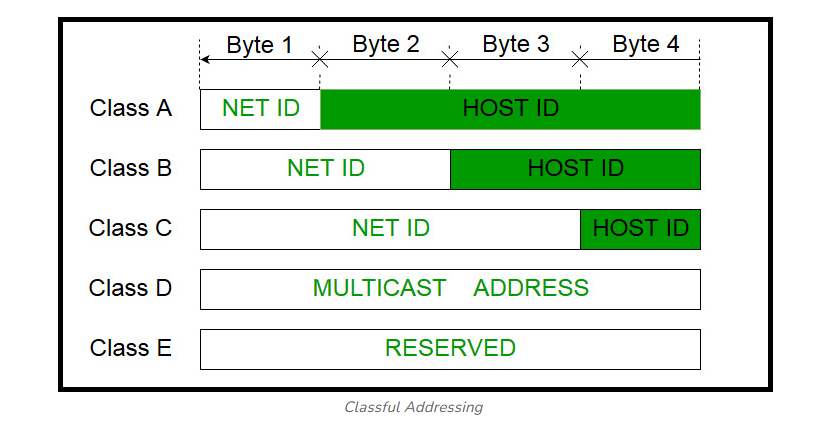 Byte 1 Byte 2 Byte 3 Byte 4
Class A NET ID HOST ID
Class B NET ID HOST ID
Class C NET ID HOST ID
Class D MULTICAST ADDRESS
Class E RESERVED
Classful Addressing